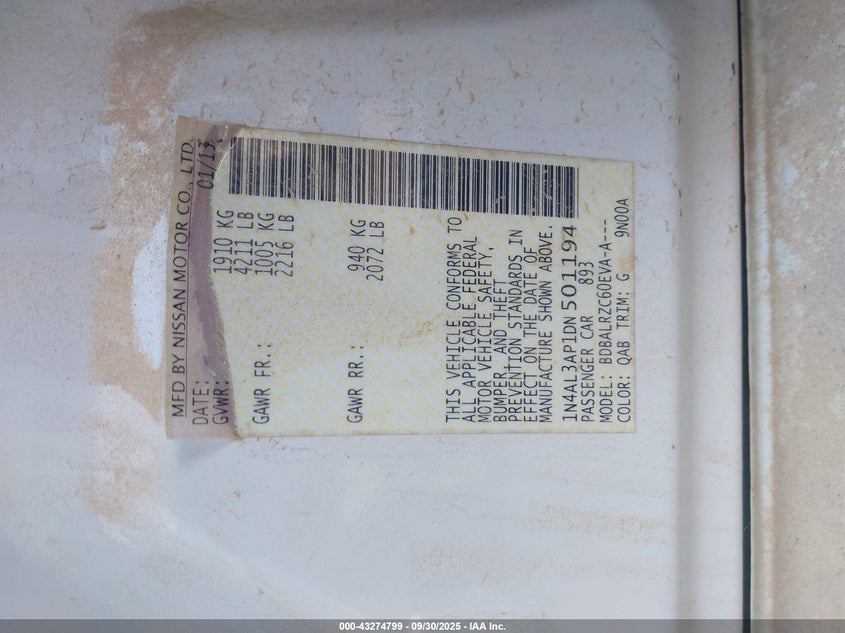 MFD BY NISSAN MOTOR CO., LTD.
DATE: 01/13
GVWR: 1910 KG
4211 LB
GAWR FR.: 1005 KG
2216 LB
GAWR RR.: 940 KG
2072 LB
THIS VEHICLE CONFORMS TO
ALL APPLICABLE FEDERAL
MOTOR VEHICLE SAFETY,
BUMPER, AND THEFT
PREVENTION STANDARDS IN
EFFECT ON THE DATE OF
MANUFACTURE SHOWN ABOVE.
1N4AL3AP1DN501194
PASSENGER CAR 893
MODEL: BDBALRZC60EVA-A---
COLOR: QAB TRIM: G 9N00A
000-43274799 - 09/30/2025 - IAA Inc.